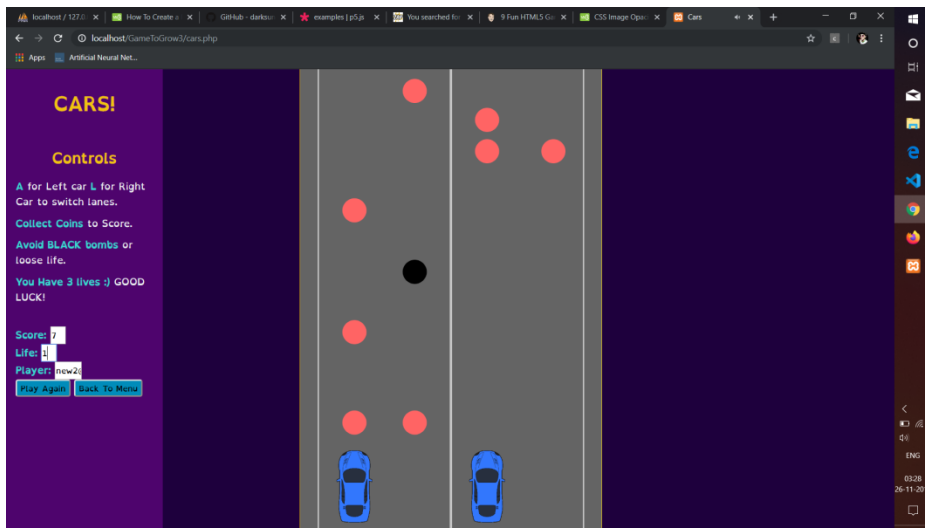 localhost / 127.0
How To Create a
GitHub - darksu
examples | p5.js
You searched for
9 Fun HTML5 Ga
CSS Image Opac
Cars
localhost/GameToGrow3/cars.php
Apps
Artificial Neural Net...
CARS!
Controls
A for Left car L for Right
Car to switch lanes.
Collect Coins to Score.
Avoid BLACK bombs or
loose life.
You Have 3 lives :) GOOD
LUCK!
Score: 7
Life: 1
Player: new2
Play Again
Back To Menu
ENG
03:28
26-11-20